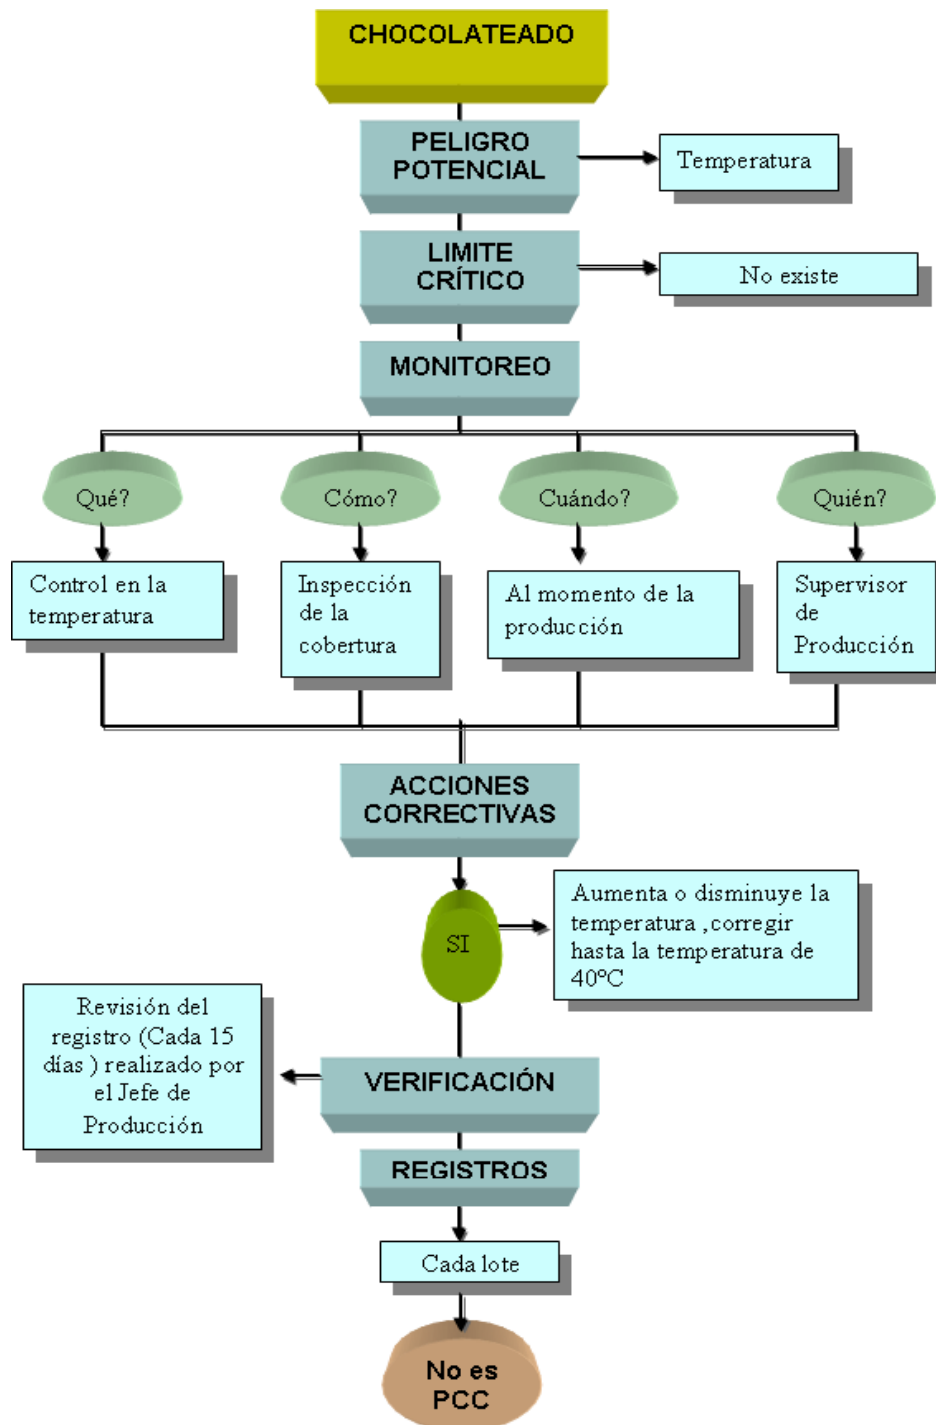 CHOCOLATEADO
PELIGRO
POTENCIAL
Temperatura
LIMITE
CRÍTICO
No existe
MONITOREO
Qué?
Cómo?
Cuándo?
Quién?
Control en la
temperatura
Inspección
de la
cobertura
Al momento de la
producción
Supervisor
de
Producción
ACCIONES
CORRECTIVAS
SI
Aumenta o disminuye la
temperatura ,corregir
hasta la temperatura de
40ºC
Revisión del
registro (Cada 15
días ) realizado por
el Jefe de
Producción
VERIFICACIÓN
REGISTROS
Cada lote
No es
PCC